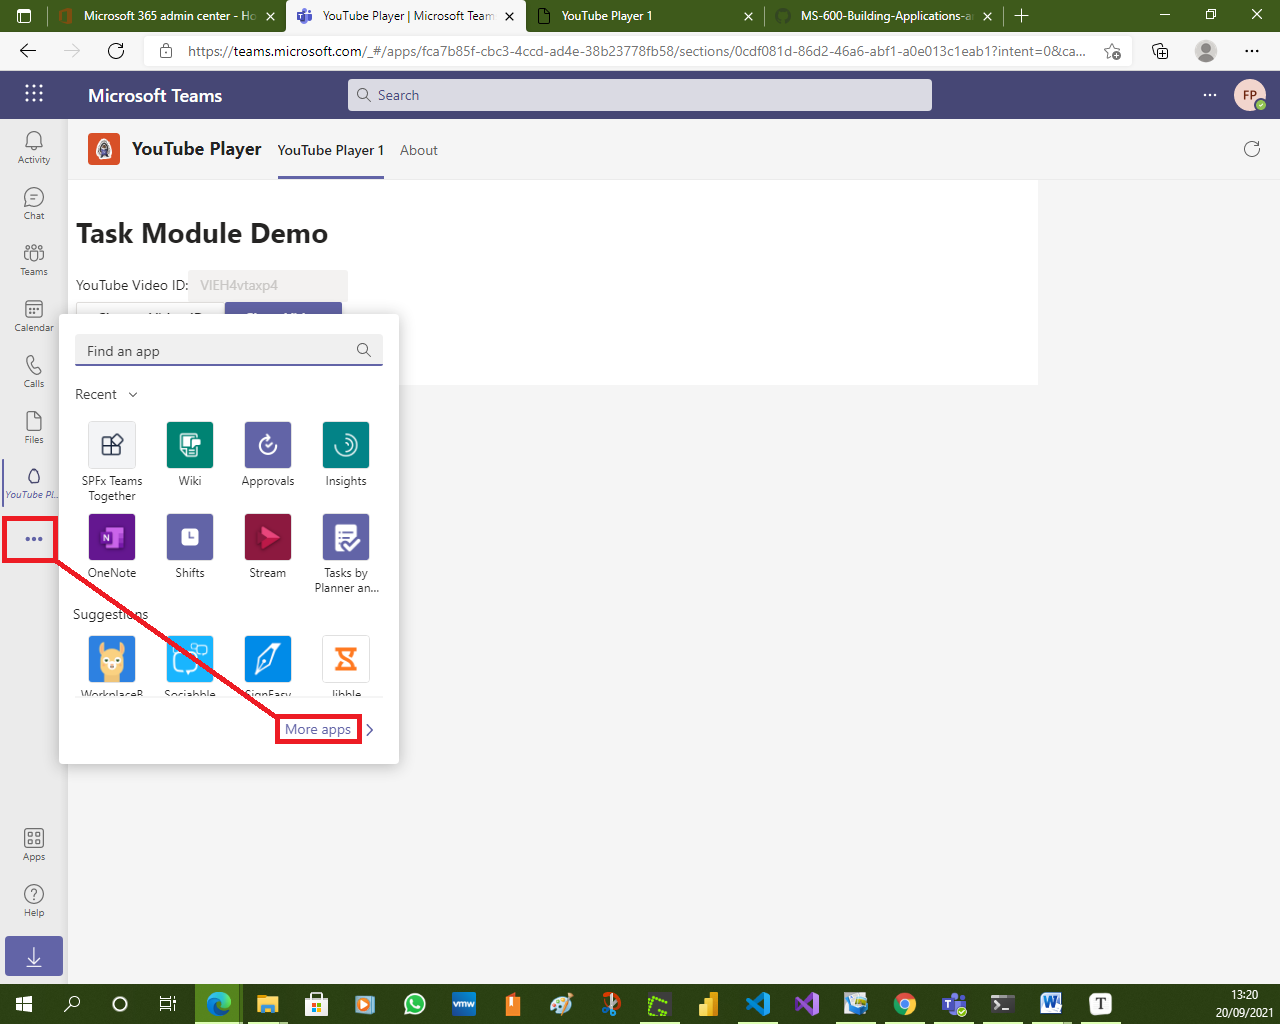 Microsoft 365 admin center - Ho
YouTube Player | Microsoft Team
YouTube Player 1
MS-600-Building-Applications-a
https://teams.microsoft.com/_#/apps/fca7b85f-cbc3-4ccd-ad4e-38b23778fb58/sections/0cdf081d-86d2-46a6-abf1-a0e013c1eab1?intent=0&ca...
Microsoft Teams
Search
FP
Activity
Chat
Teams
Calendar
Calls
Files
YouTube Pl...
Apps
Help
YouTube Player
YouTube Player 1
About
Task Module Demo
YouTube Video ID:
VlEH4vtaxp4
Find an app
Recent
SPFx Teams
Together
Wiki
Approvals
Insights
OneNote
Shifts
Stream
Tasks by
Planner an...
Suggestions
WorkplaceB
Sociabble
SignEasy
Jibble
More apps
vmw
13:20
20/09/2021